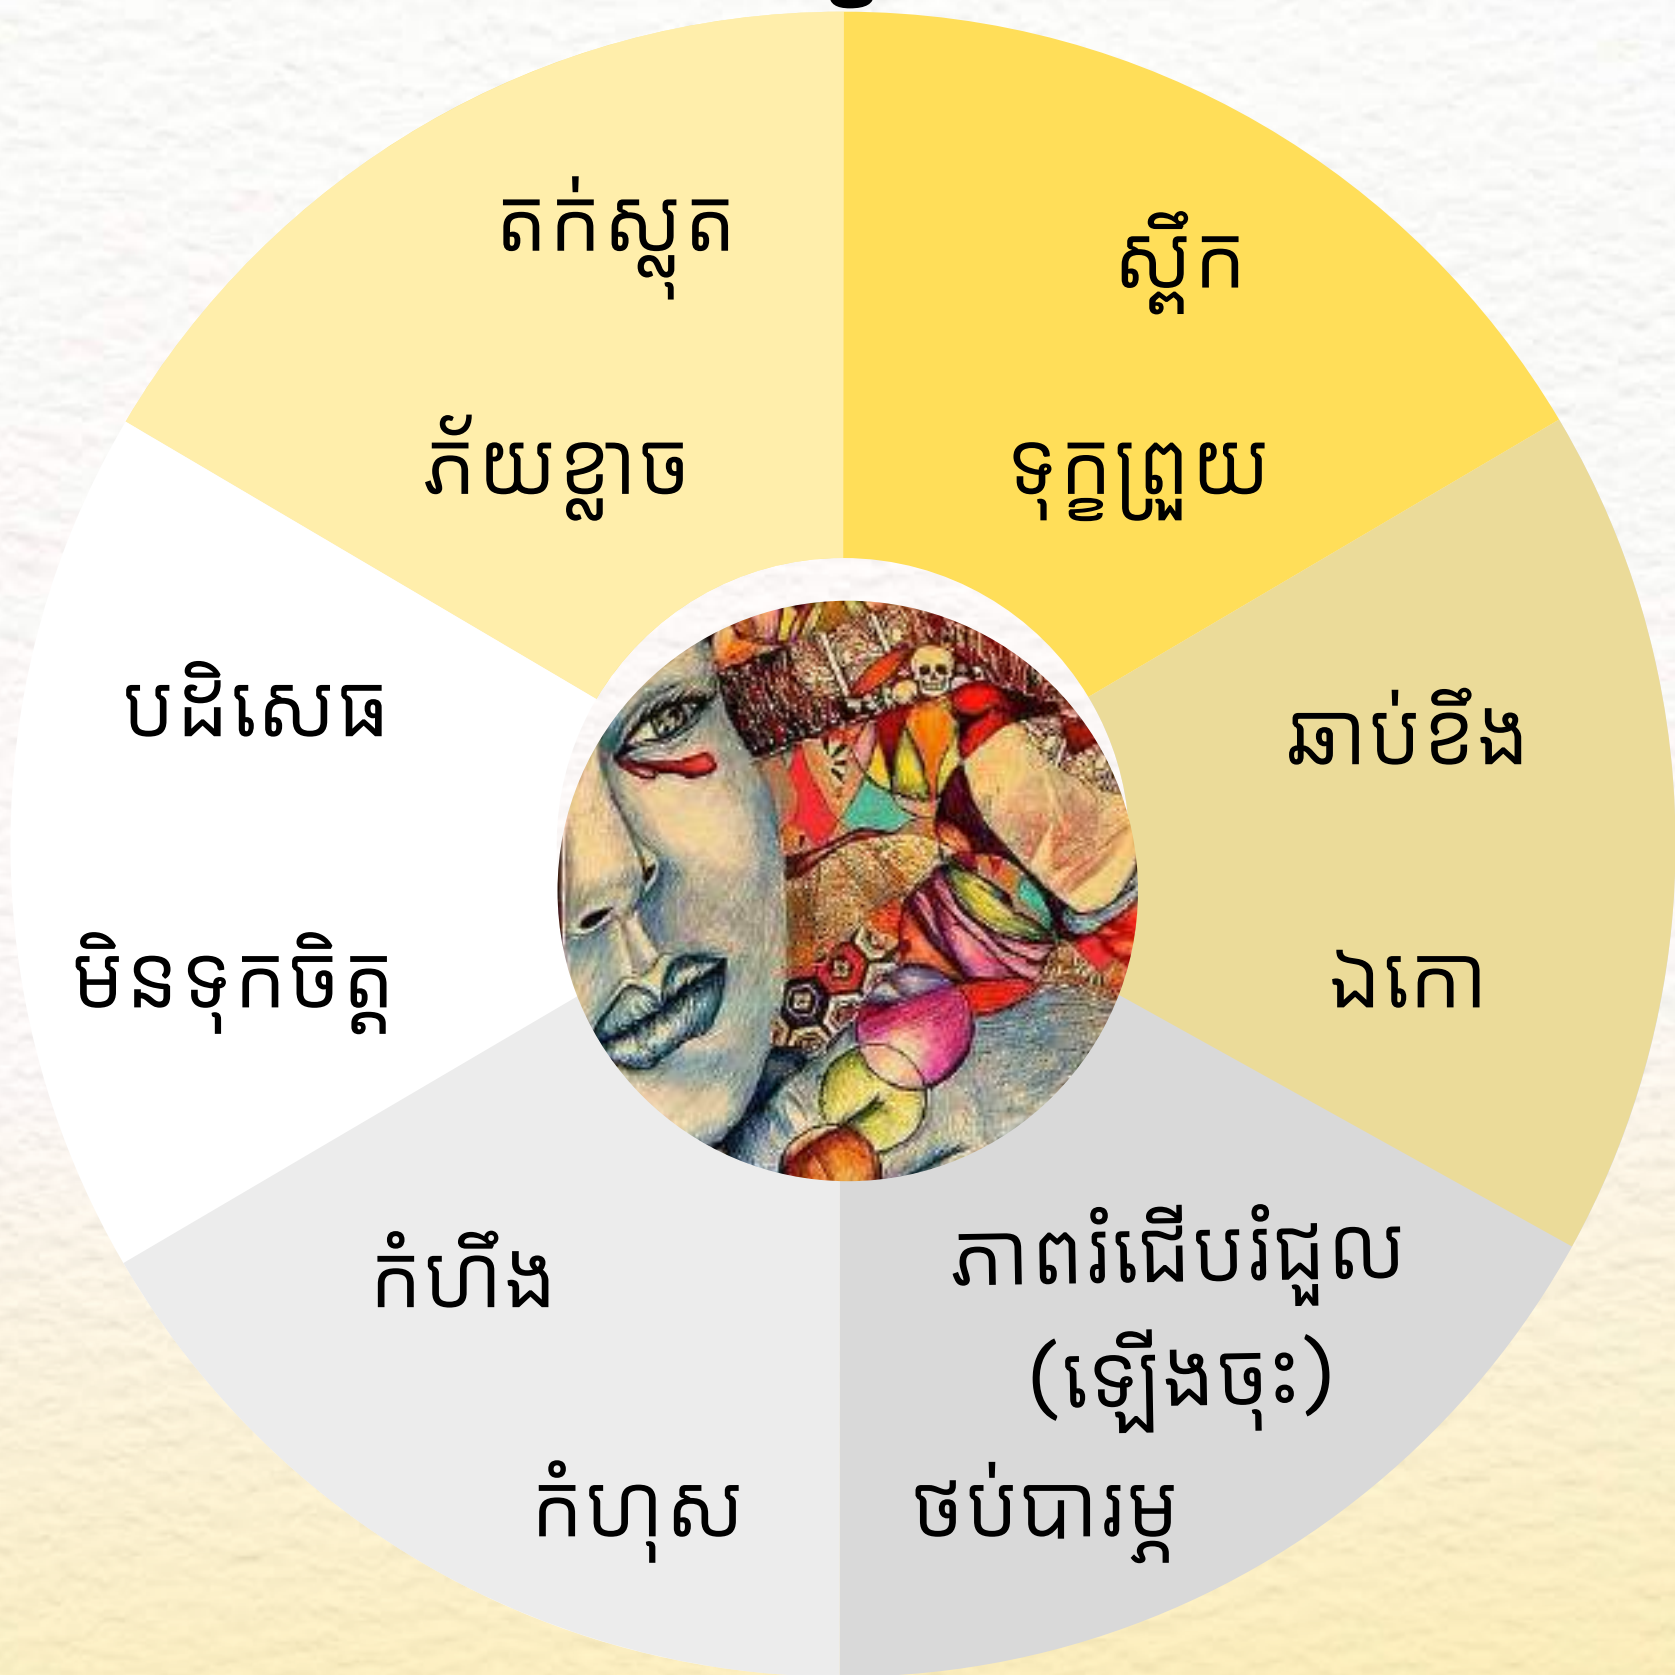 តក់ស្លុត
ភ័យខ្លាច
ស្ពឹក
ទុក្ខព្រួយ
ឆាប់ខឹង
ឯកោ
ភាពរំជើបរំជួល
(ឡើងចុះ)
ថប់បារម្ភ
កំហឹង
កំហុស
បដិសេធ
មិនទុកចិត្ត